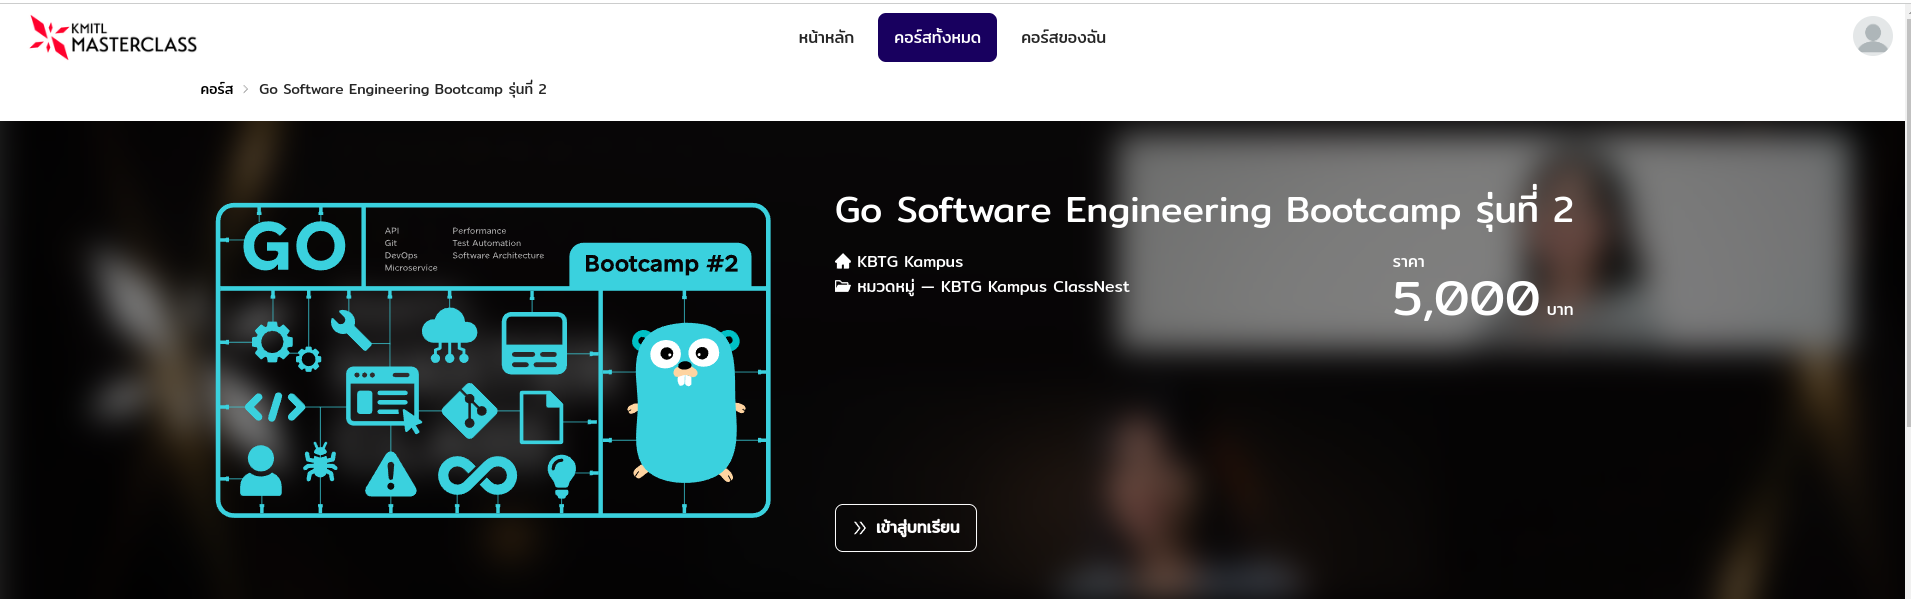 KMITL
MASTERCLASS
หน้าหลัก
คอร์สทั้งหมด
คอร์สของฉัน
คอร์ส > Go Software Engineering Bootcamp รุ่นที่ 2
GO
API
Git
DevOps
Microservice
Performance
Test Automation
Software Architecture
Bootcamp #2
Go Software Engineering Bootcamp รุ่นที่ 2
KBTG Kampus
หมวดหมู่ — KBTG Kampus ClassNest
ราคา
5,000 บาท
เข้าสู่บทเรียน